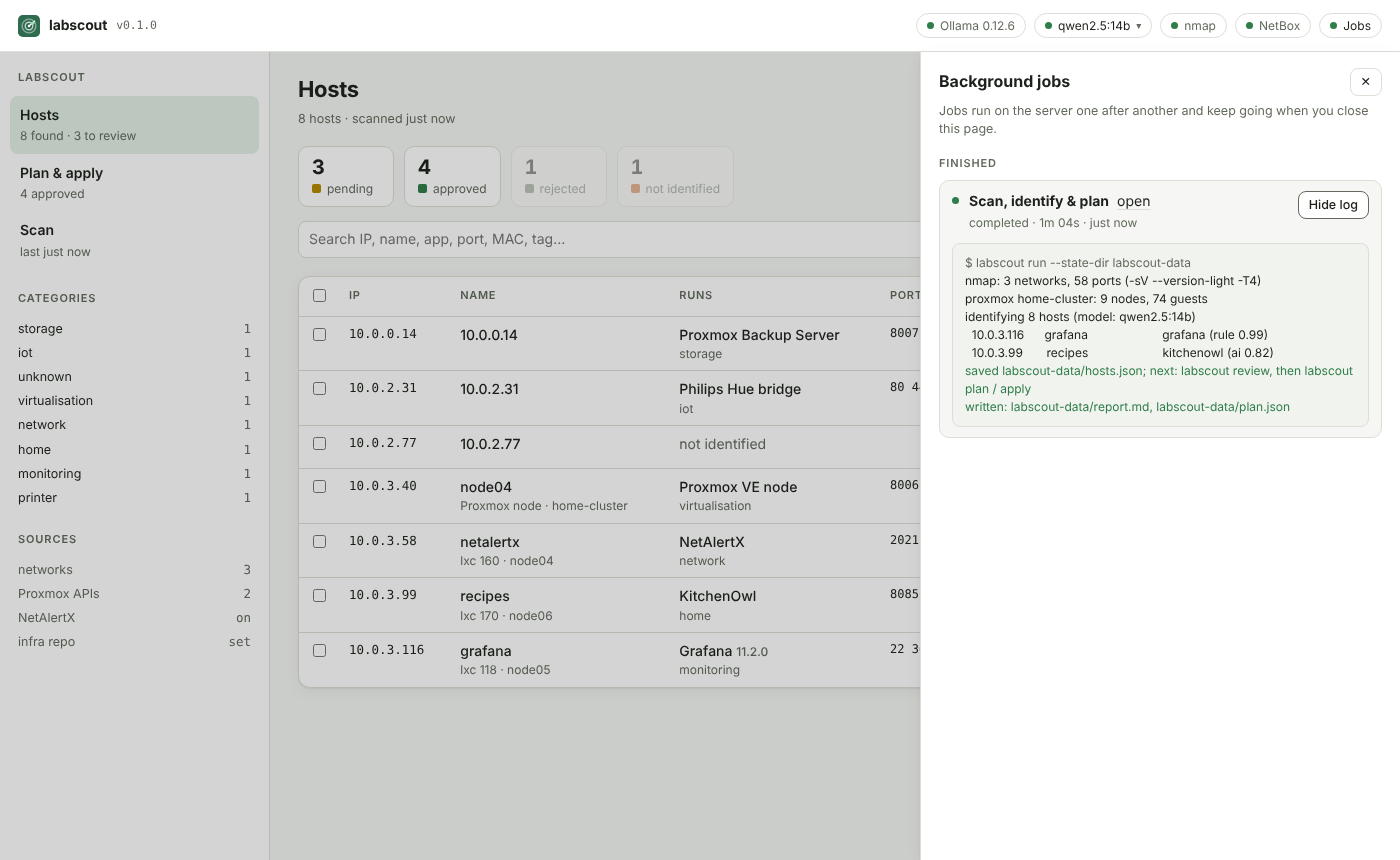 labscout v0.1.0
Ollama 0.12.6
qwen2.5:14b ▾
nmap
NetBox
Jobs
LABSCOUT
Hosts
8 found · 3 to review
Plan & apply
4 approved
Scan
last just now
CATEGORIES
storage 1
iot 1
unknown 1
virtualisation 1
network 1
home 1
monitoring 1
printer 1
SOURCES
networks 3
Proxmox APIs 2
NetAlertX on
infra repo set
Hosts
8 hosts · scanned just now
3 pending
4 approved
1 rejected
1 not identified
Search IP, name, app, port, MAC, tag…
IP NAME RUNS PORT
10.0.0.14 10.0.0.14 Proxmox Backup Server 8007
storage
10.0.2.31 10.0.2.31 Philips Hue bridge 80
iot
10.0.2.77 10.0.2.77 not identified
10.0.3.40 node04 Proxmox VE node 8006
Proxmox node · home-cluster virtualisation
10.0.3.58 netalertx NetAlertX 2021
lxc 160 · node04 network
10.0.3.99 recipes KitchenOwl 8085
lxc 170 · node06 home
10.0.3.116 grafana Grafana 11.2.0 22
lxc 118 · node05 monitoring
Background jobs ✕
Jobs run on the server one after another and keep going when you close
this page.
FINISHED
Scan, identify & plan open Hide log
completed · 1m 04s · just now
$ labscout run --state-dir labscout-data
nmap: 3 networks, 58 ports (-sV --version-light -T4)
proxmox home-cluster: 9 nodes, 74 guests
identifying 8 hosts (model: qwen2.5:14b)
10.0.3.116 grafana grafana (rule 0.99)
10.0.3.99 recipes kitchenowl (ai 0.82)
saved labscout-data/hosts.json; next: labscout review, then labscout
plan / apply
written: labscout-data/report.md, labscout-data/plan.json